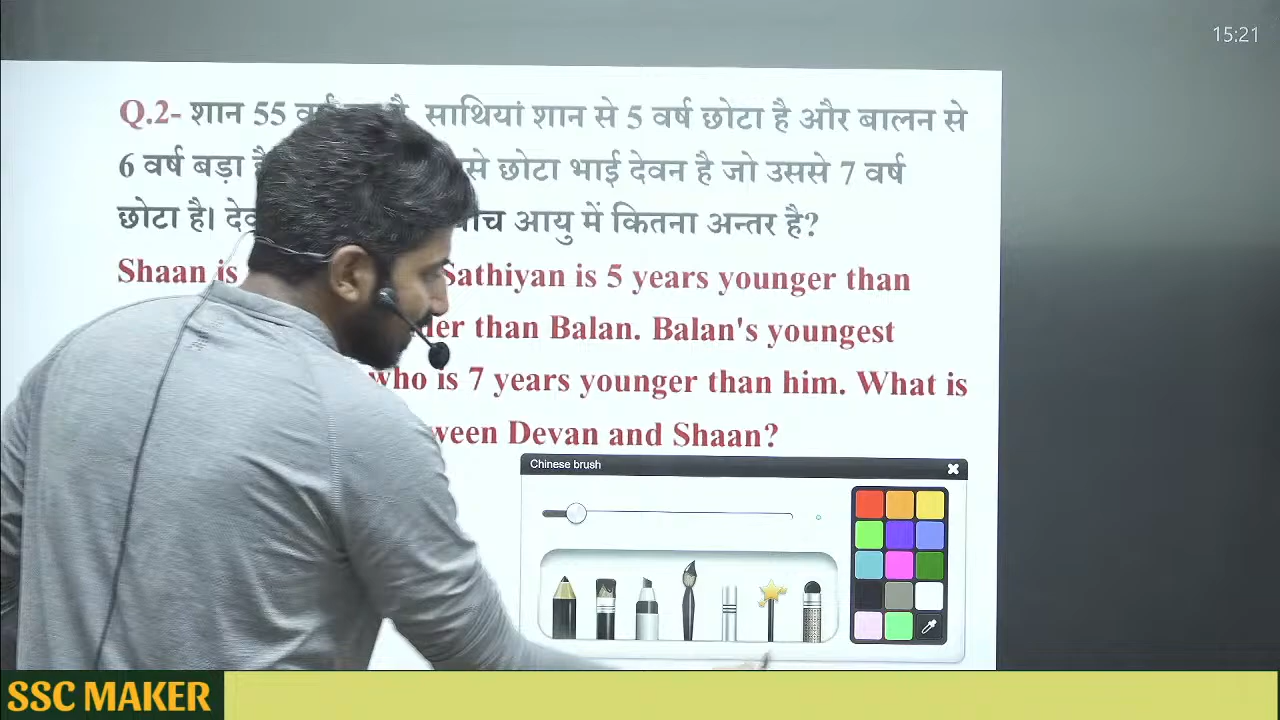 15:21
Q.2- शान 55 साथियां शान से 5 वर्ष छोटा है और बालन से
6 वर्ष बड़ा छोटा भाई देवन है जो उससे 7 वर्ष
छोटा है। आयु में कितना अन्तर है?
Shaan is Sathiyan is 5 years younger than
than Balan. Balan's youngest
who is 7 years younger than him. What is
Devan and Shaan?
Chinese brush
SSC MAKER